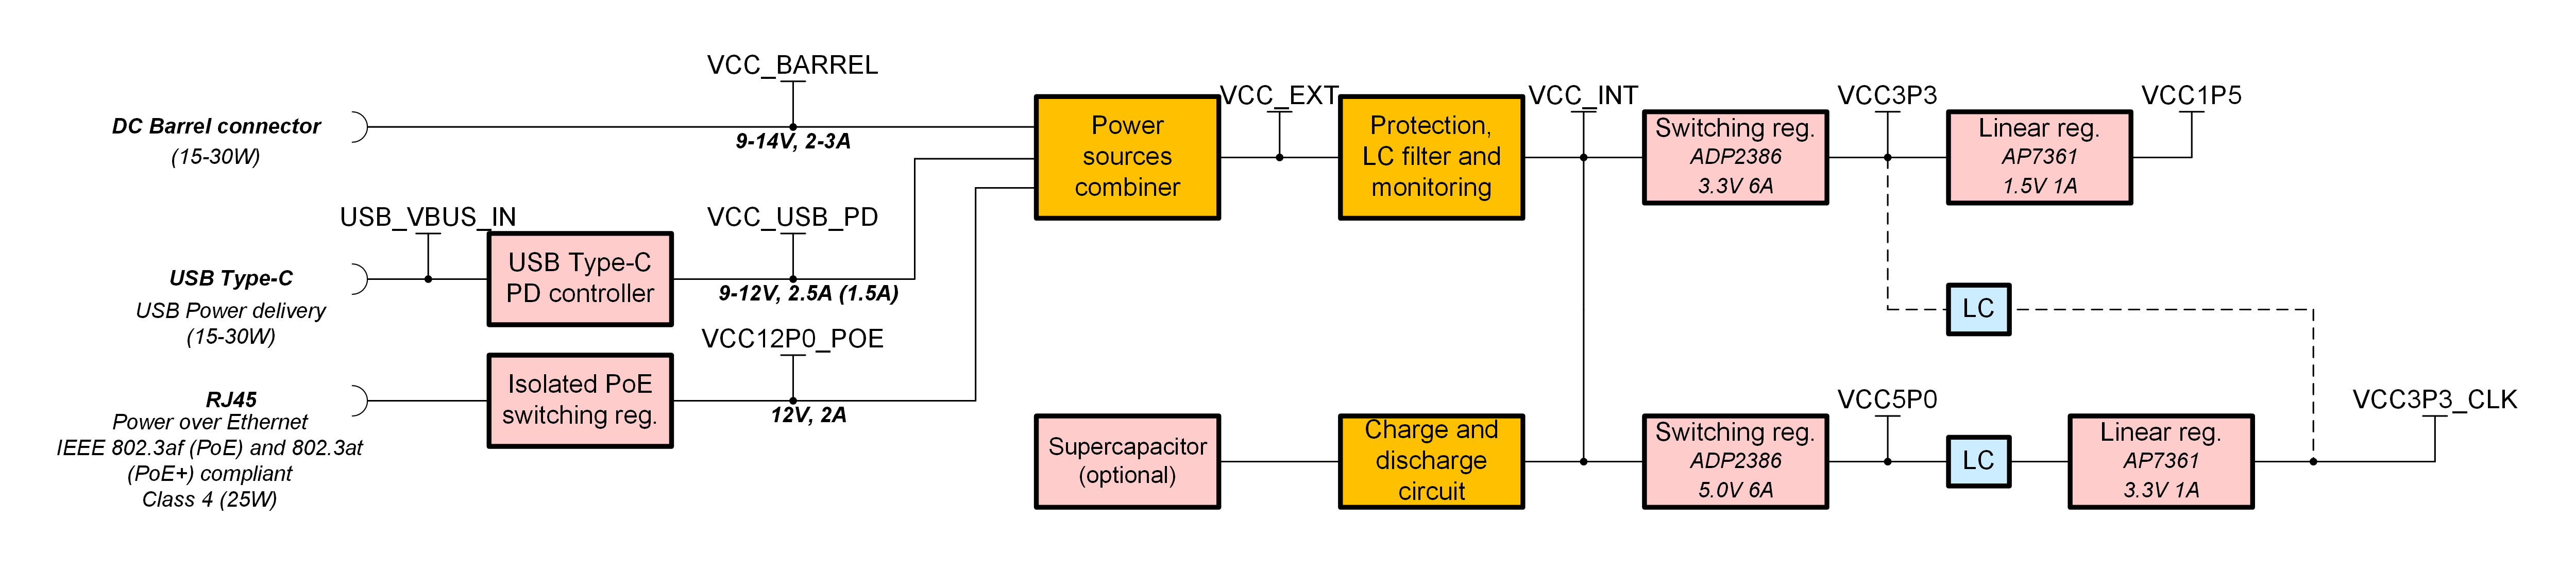 VCC_BARREL
DC Barrel connector
(15-30W)
9-14V, 2-3A
USB_VBUS_IN
USB Type-C
USB Power delivery
(15-30W)
USB Type-C
PD controller
VCC_USB_PD
9-12V, 2.5A (1.5A)
RJ45
Power over Ethernet
IEEE 802.3af (PoE) and 802.3at
(PoE+) compliant
Class 4 (25W)
Isolated PoE
switching reg.
VCC12P0_POE
12V, 2A
Power
sources
combiner
VCC_EXT
Protection,
LC filter and
monitoring
VCC_INT
Switching reg.
ADP2386
3.3V 6A
VCC3P3
Linear reg.
AP7361
1.5V 1A
VCC1P5
LC
Supercapacitor
(optional)
Charge and
discharge
circuit
Switching reg.
ADP2386
5.0V 6A
VCC5P0
LC
Linear reg.
AP7361
3.3V 1A
VCC3P3_CLK